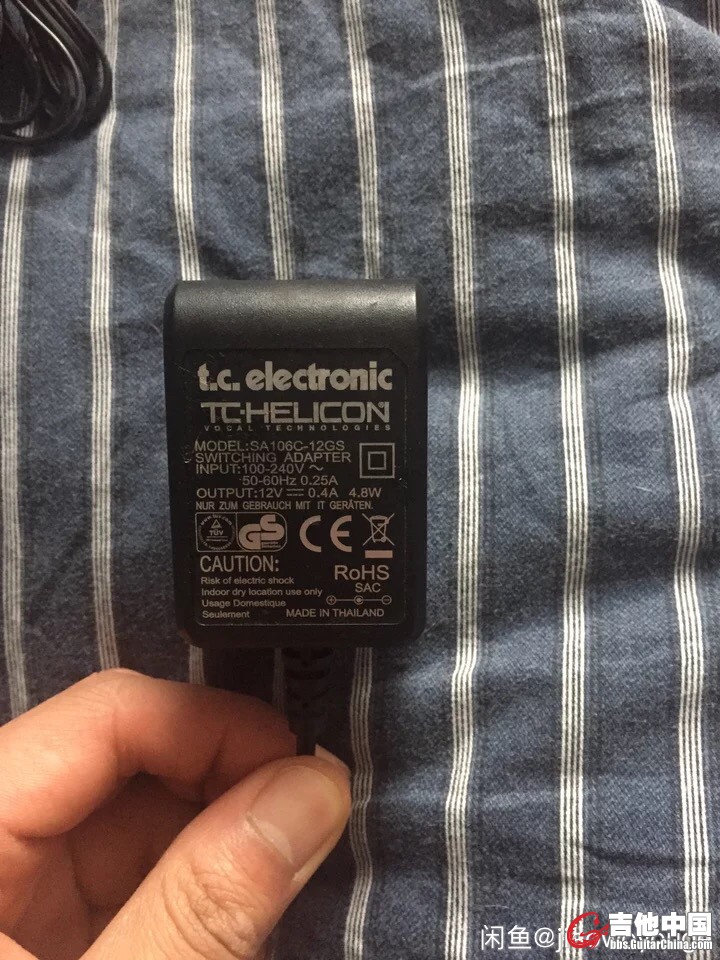 t.c. electronic
TC·HELICON
VOCAL TECHNOLOGIES
MODEL:SA106C-12GS
SWITCHING ADAPTER
INPUT:100-240V ～
50-60Hz 0.25A
OUTPUT:12V ⎓ 0.4A 4.8W
NUR ZUM GEBRAUCH MIT IT GERÄTEN.
TÜV
GS
CE
CAUTION:
Risk of electric shock
Indoor dry location use only
Usage Domestique
Seulement
RoHS
SAC
MADE IN THAILAND
闲鱼@
吉他中国
bbs.GuitarChina.com